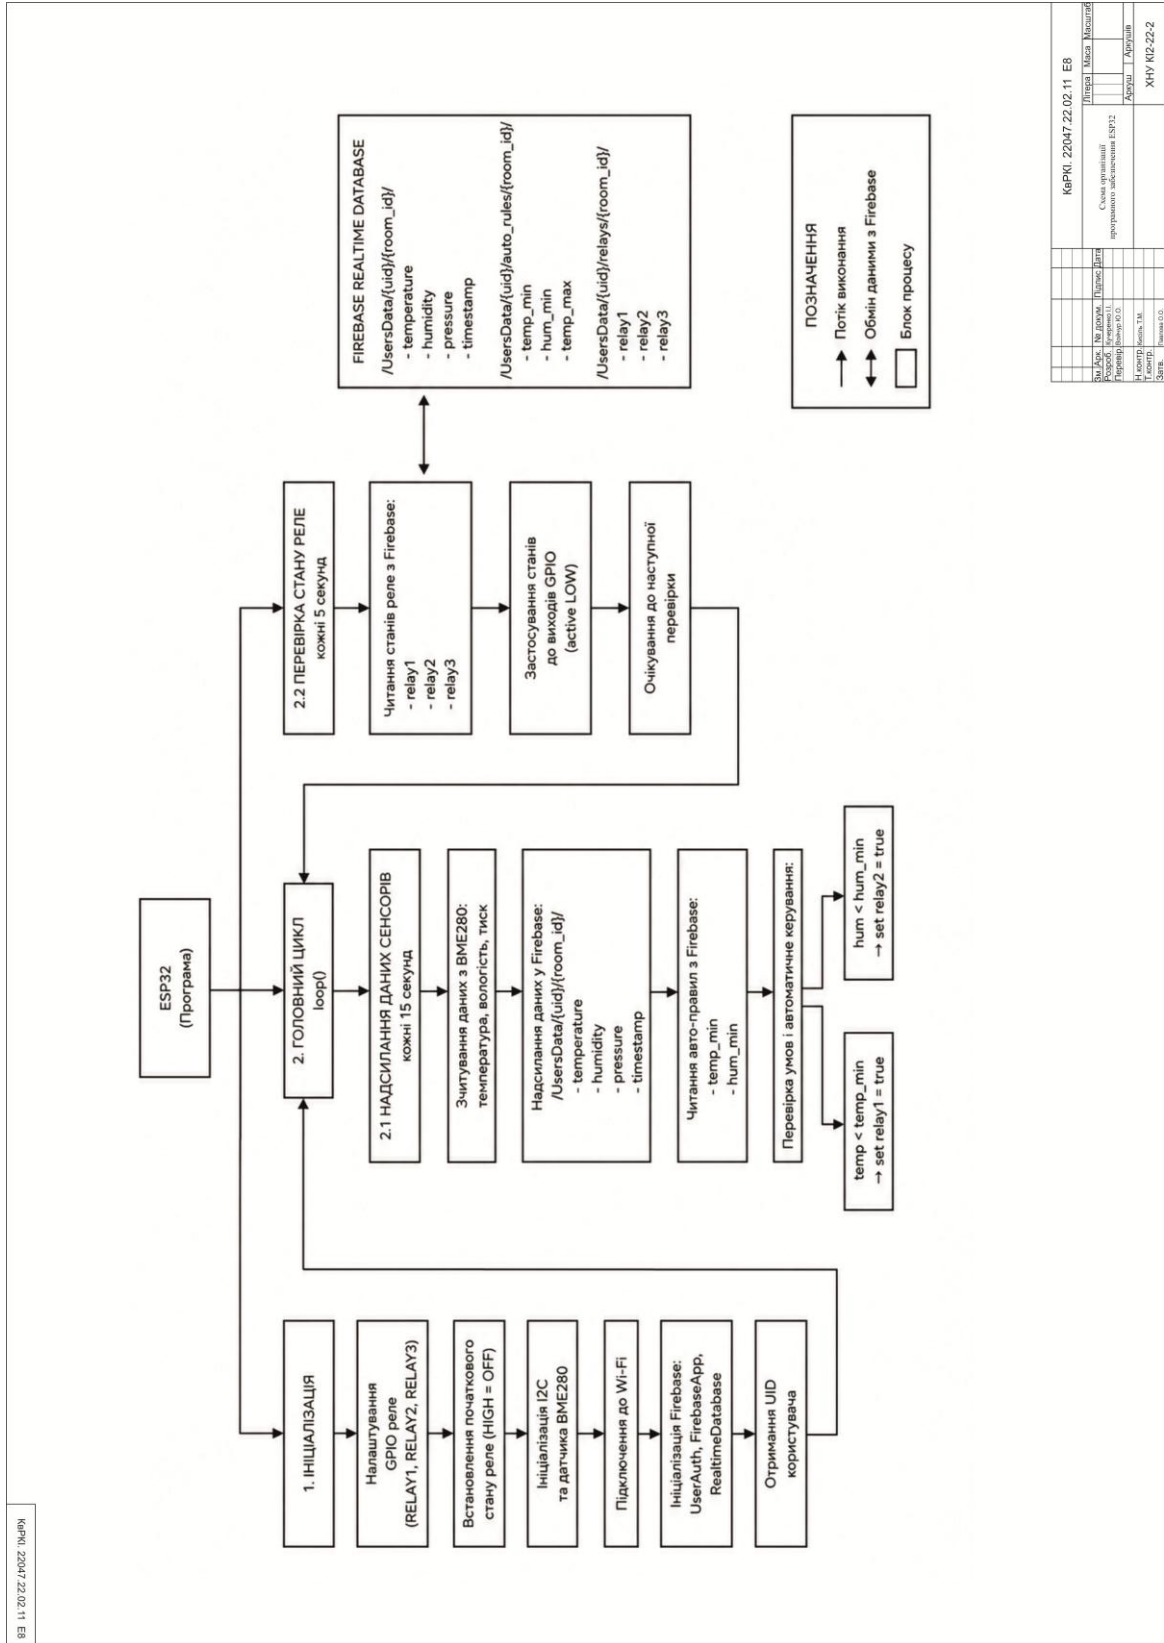 ESP32
(Програма)
1. ІНІЦІАЛІЗАЦІЯ
Налаштування
GPIO реле
(RELAY1, RELAY2, RELAY3)
Встановлення початкового
стану реле (HIGH = OFF)
Ініціалізація I2C
та датчика BME280
Підключення до Wi-Fi
Ініціалізація Firebase:
UserAuth, FirebaseApp,
RealtimeDatabase
Отримання UID
користувача
2. ГОЛОВНИЙ ЦИКЛ
loop()
2.1 НАДСИЛАННЯ ДАНИХ СЕНСОРІВ
кожні 15 секунд
Зчитування даних з BME280:
температура, вологість, тиск
Надсилання даних у Firebase:
/UsersData/{uid}/{room_id}/
- temperature
- humidity
- pressure
- timestamp
Читання авто-правил з Firebase:
- temp_min
- hum_min
Перевірка умов і автоматичне керування:
temp < temp_min
→ set relay1 = true
hum < hum_min
→ set relay2 = true
2.2 ПЕРЕВІРКА СТАНУ РЕЛЕ
кожні 5 секунд
Читання станів реле з Firebase:
- relay1
- relay2
- relay3
Застосування станів
до виходів GPIO
(active LOW)
Очікування до наступної
перевірки
FIREBASE REALTIME DATABASE
/UsersData/{uid}/{room_id}/
- temperature
- humidity
- pressure
- timestamp
/UsersData/{uid}/auto_rules/{room_id}/
- temp_min
- hum_min
- temp_max
/UsersData/{uid}/relays/{room_id}/
- relay1
- relay2
- relay3
ПОЗНАЧЕННЯ
Потік виконання
Обмін даними з Firebase
Блок процесу
КвРКІ. 22047.22.02.11 Е8
КвРКІ. 22047.22.02.11 Е8
Схема організації
програмного забезпечення ESP32
Літера Маса Масштаб
Аркуш Аркушів
ХНУ КІ2-22-2
Зм. Арк. № докум. Підпис Дата
Розроб.
Перевір.
Н.контр.
Т.контр.
Затв.